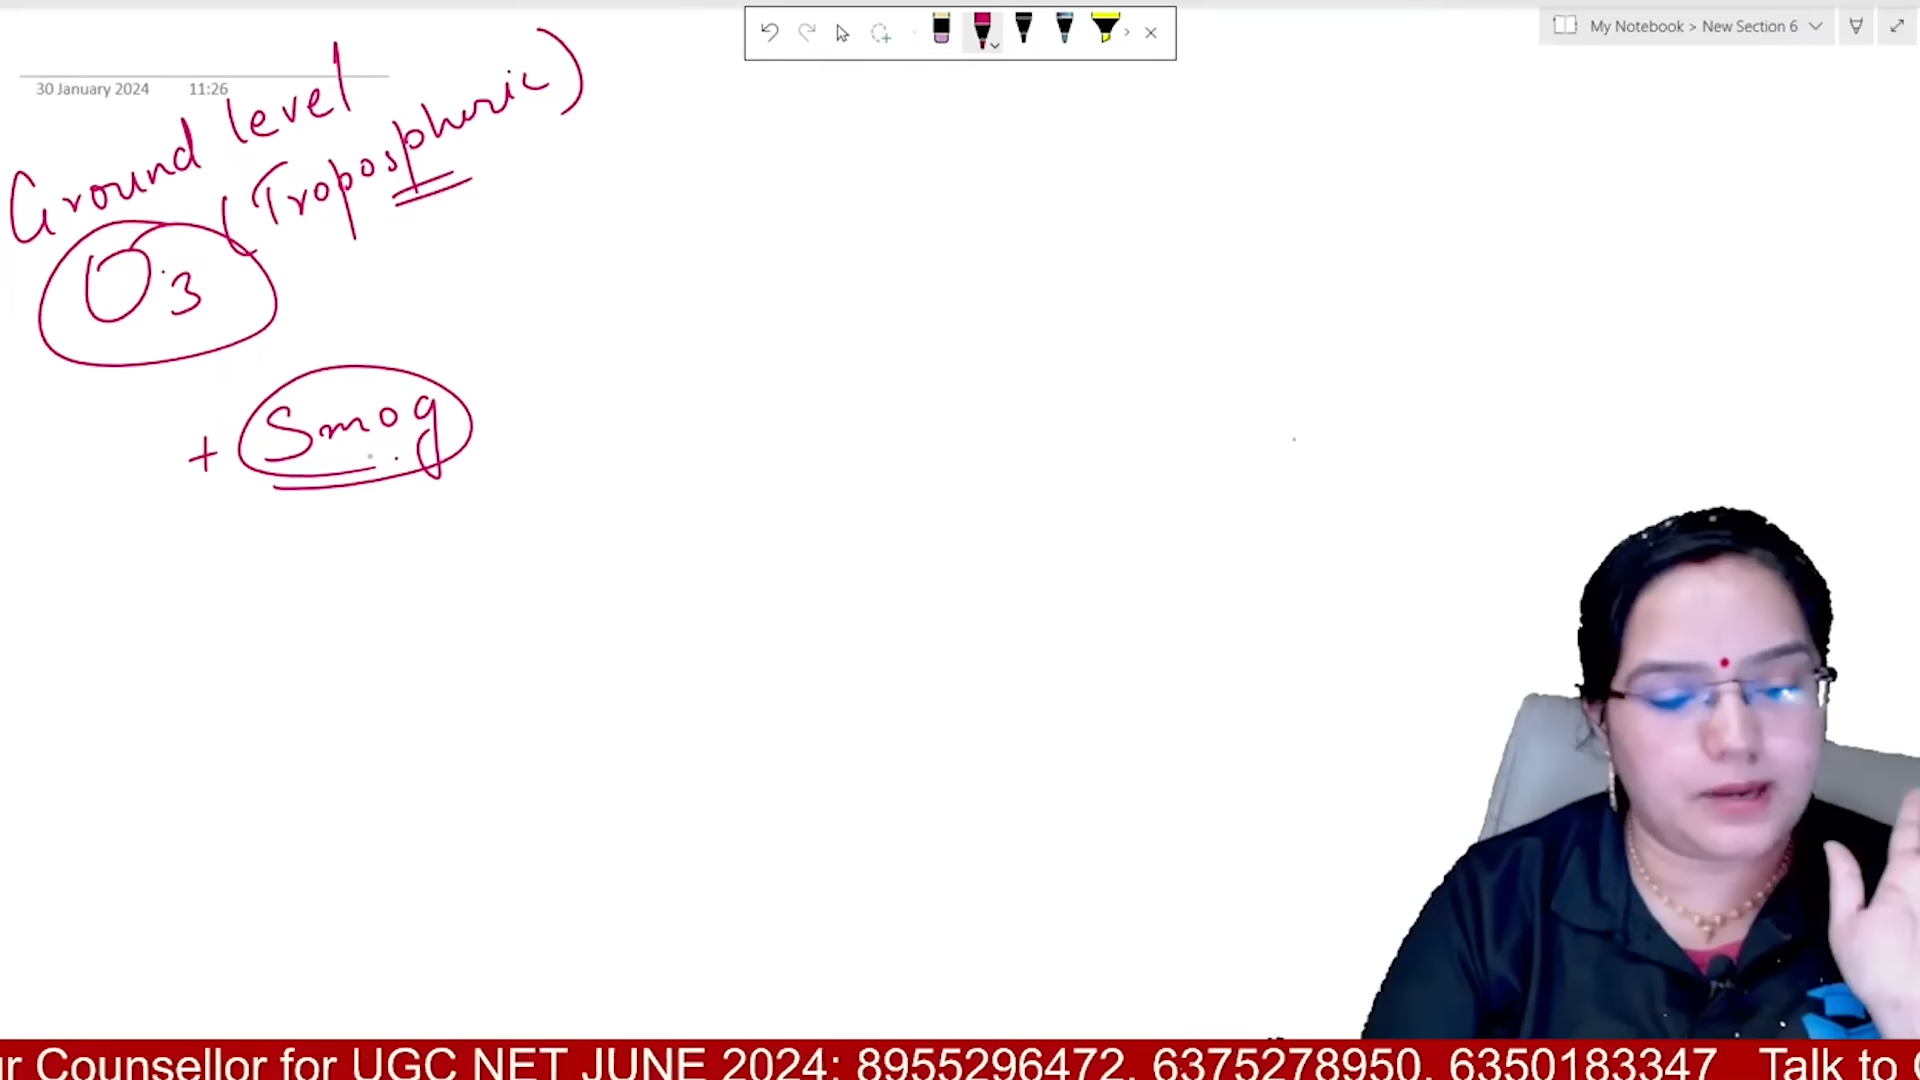 My Notebook > New Section 6
30 January 2024 11:26
Ground level
(Tropospheric)
O3
+ Smog
ur Counsellor for UGC NET JUNE 2024: 8955296472, 6375278950, 6350183347 Talk to